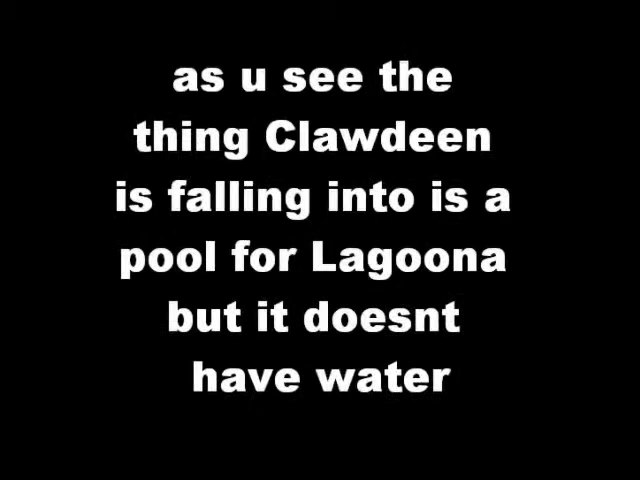 as u see the
thing Clawdeen
is falling into is a
pool for Lagoona
but it doesnt
have water